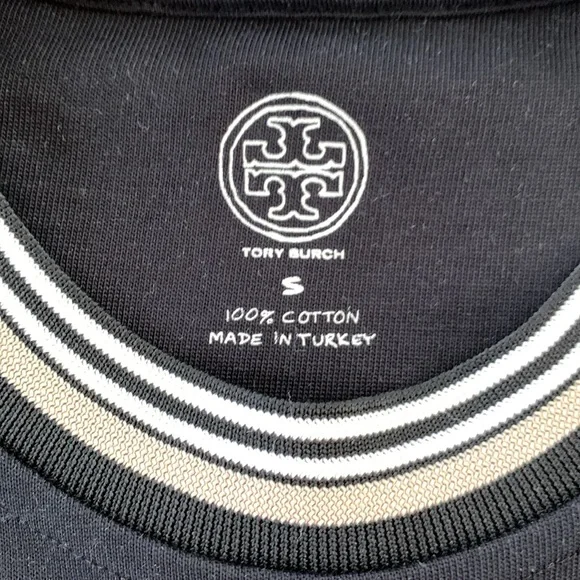 TORY BURCH
S
100% COTTON
MADE IN TURKEY